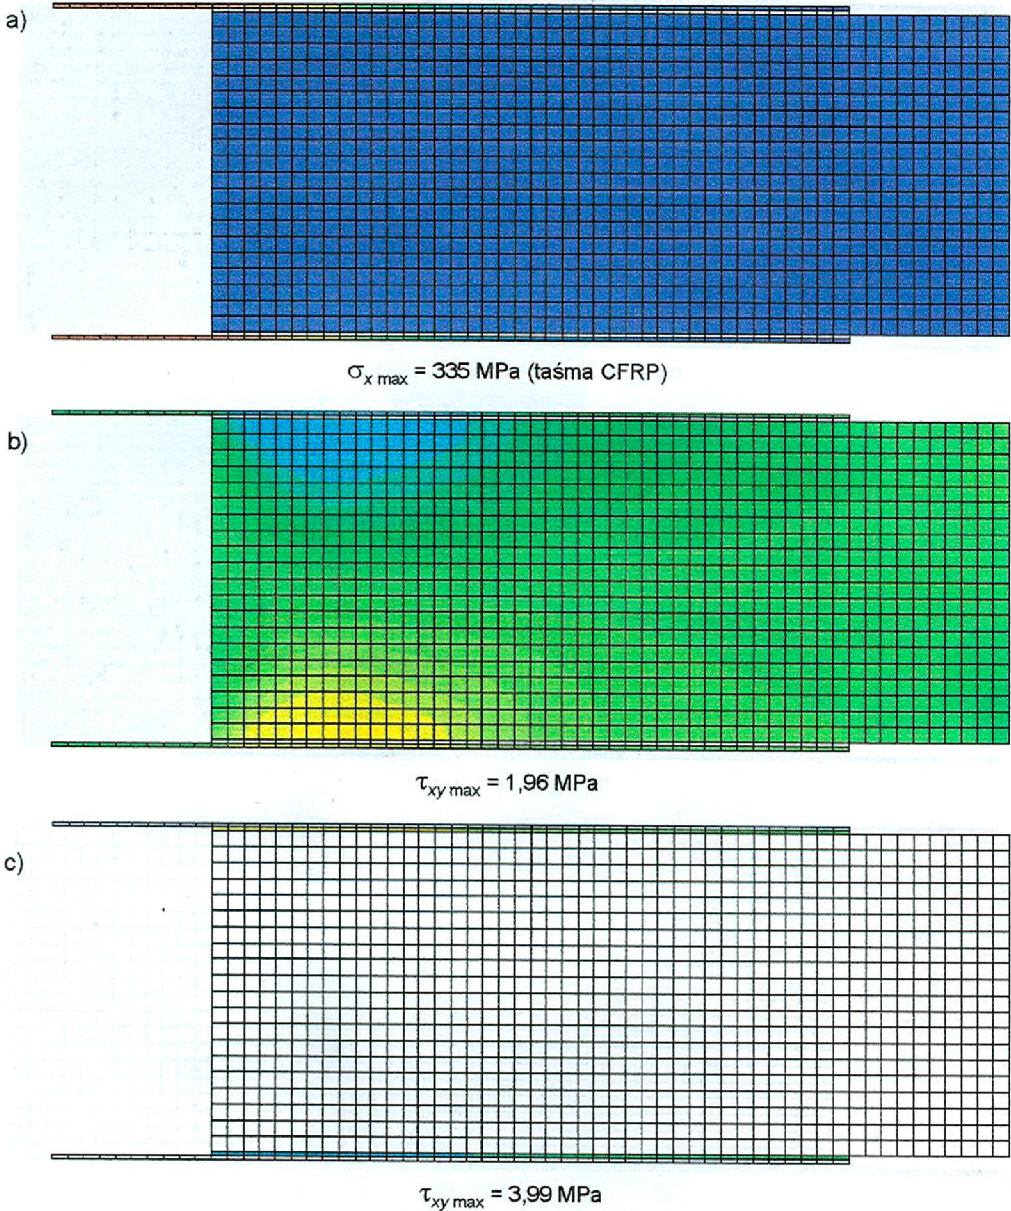 a)
σx max = 335 MPa (taśma CFRP)
b)
τxy max = 1,96 MPa
c)
τxy max = 3,99 MPa